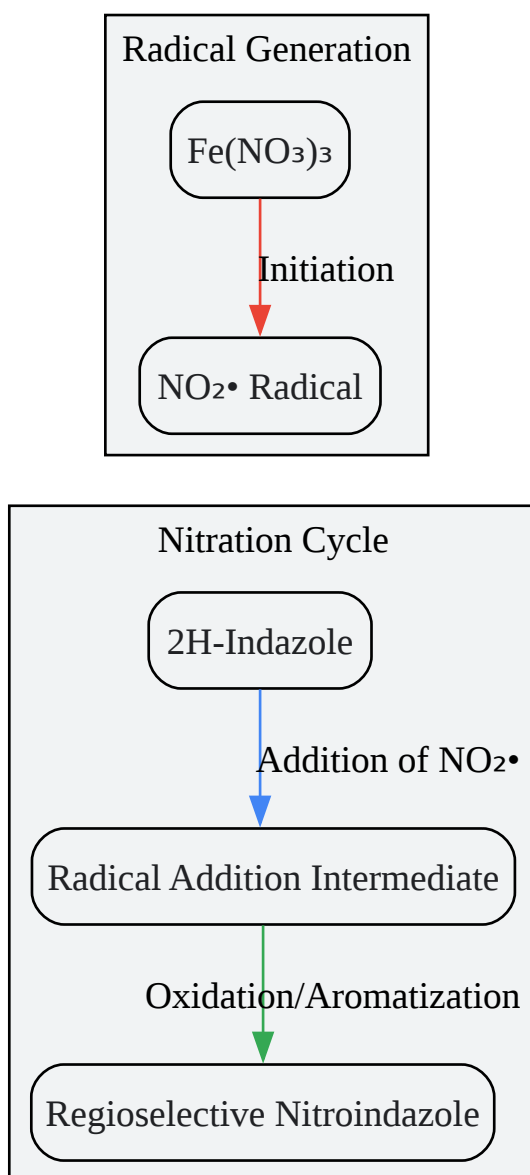 Radical Generation
Fe(NO₃)₃
Initiation
NO₂• Radical
Nitration Cycle
2H-Indazole
Addition of NO₂•
Radical Addition Intermediate
Oxidation/Aromatization
Regioselective Nitroindazole